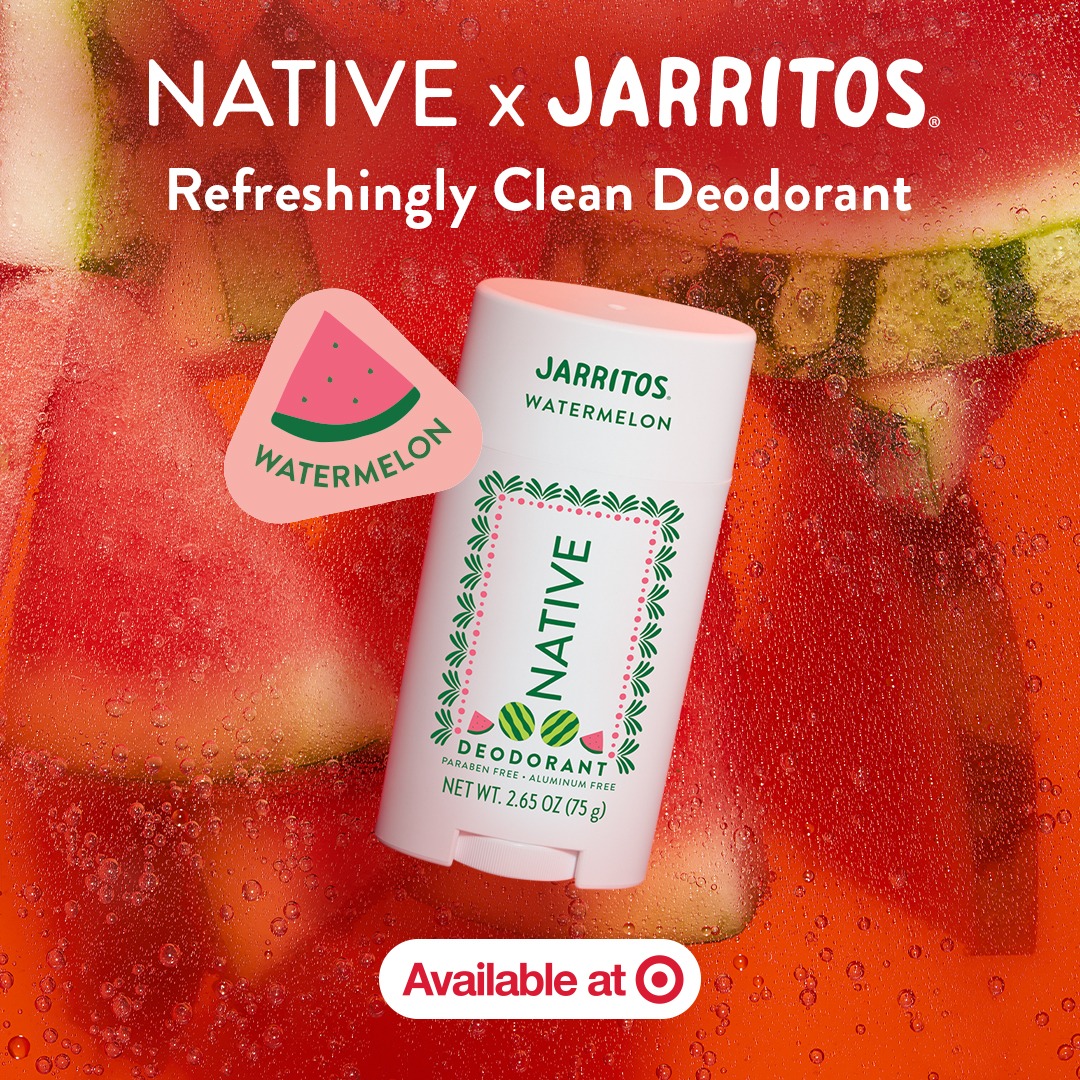 NATIVE x JARRITOS®
Refreshingly Clean Deodorant
WATERMELON
JARRITOS®
WATERMELON
NATIVE
DEODORANT
PARABEN FREE • ALUMINUM FREE
NET WT. 2.65 OZ (75 g)
Available at